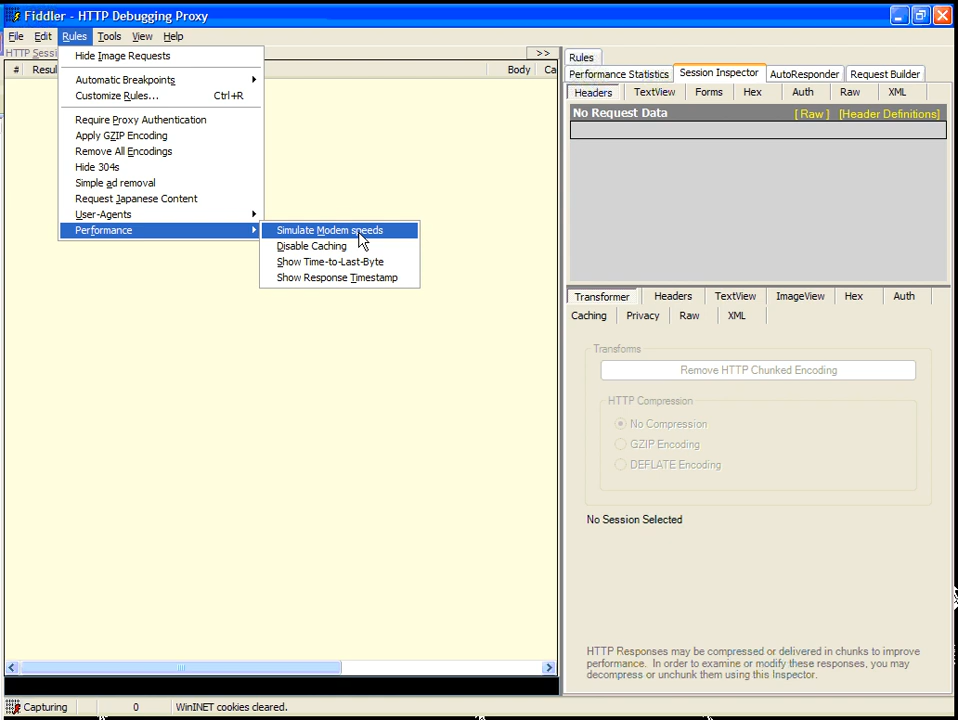 Fiddler - HTTP Debugging Proxy
File Edit Rules Tools View Help
HTTP Sessi >>
# Resul Body Ca
Hide Image Requests
Automatic Breakpoints
Customize Rules... Ctrl+R
Require Proxy Authentication
Apply GZIP Encoding
Remove All Encodings
Hide 304s
Simple ad removal
Request Japanese Content
User-Agents
Performance
Simulate Modem speeds
Disable Caching
Show Time-to-Last-Byte
Show Response Timestamp
Rules
Performance Statistics Session Inspector AutoResponder Request Builder
Headers TextView Forms Hex Auth Raw XML
No Request Data [ Raw ] [Header Definitions]
Transformer Headers TextView ImageView Hex Auth
Caching Privacy Raw XML
Transforms
Remove HTTP Chunked Encoding
HTTP Compression
No Compression
GZIP Encoding
DEFLATE Encoding
No Session Selected
HTTP Responses may be compressed or delivered in chunks to improve
performance. In order to examine or modify these responses, you may
decompress or unchunk them using this Inspector.
Capturing 0 WinINET cookies cleared.